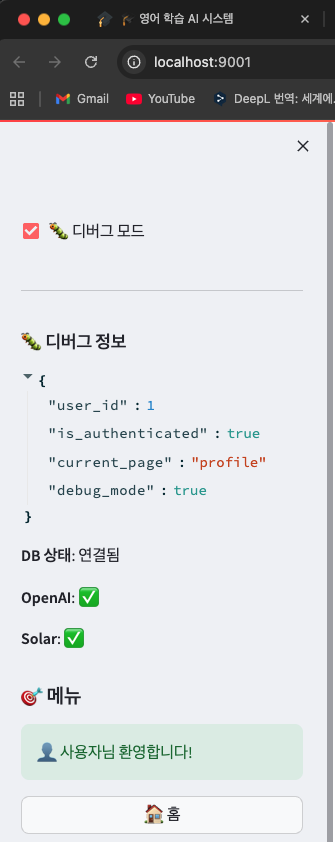 🎓 영어 학습 AI 시스템
localhost:9001
Gmail
YouTube
DeepL 번역: 세계에.
🐛 디버그 모드
🐛 디버그 정보
{
"user_id" : 1
"is_authenticated" : true
"current_page" : "profile"
"debug_mode" : true
}
DB 상태: 연결됨
OpenAI: ✅
Solar: ✅
🎯 메뉴
👤 사용자님 환영합니다!
🏠 홈